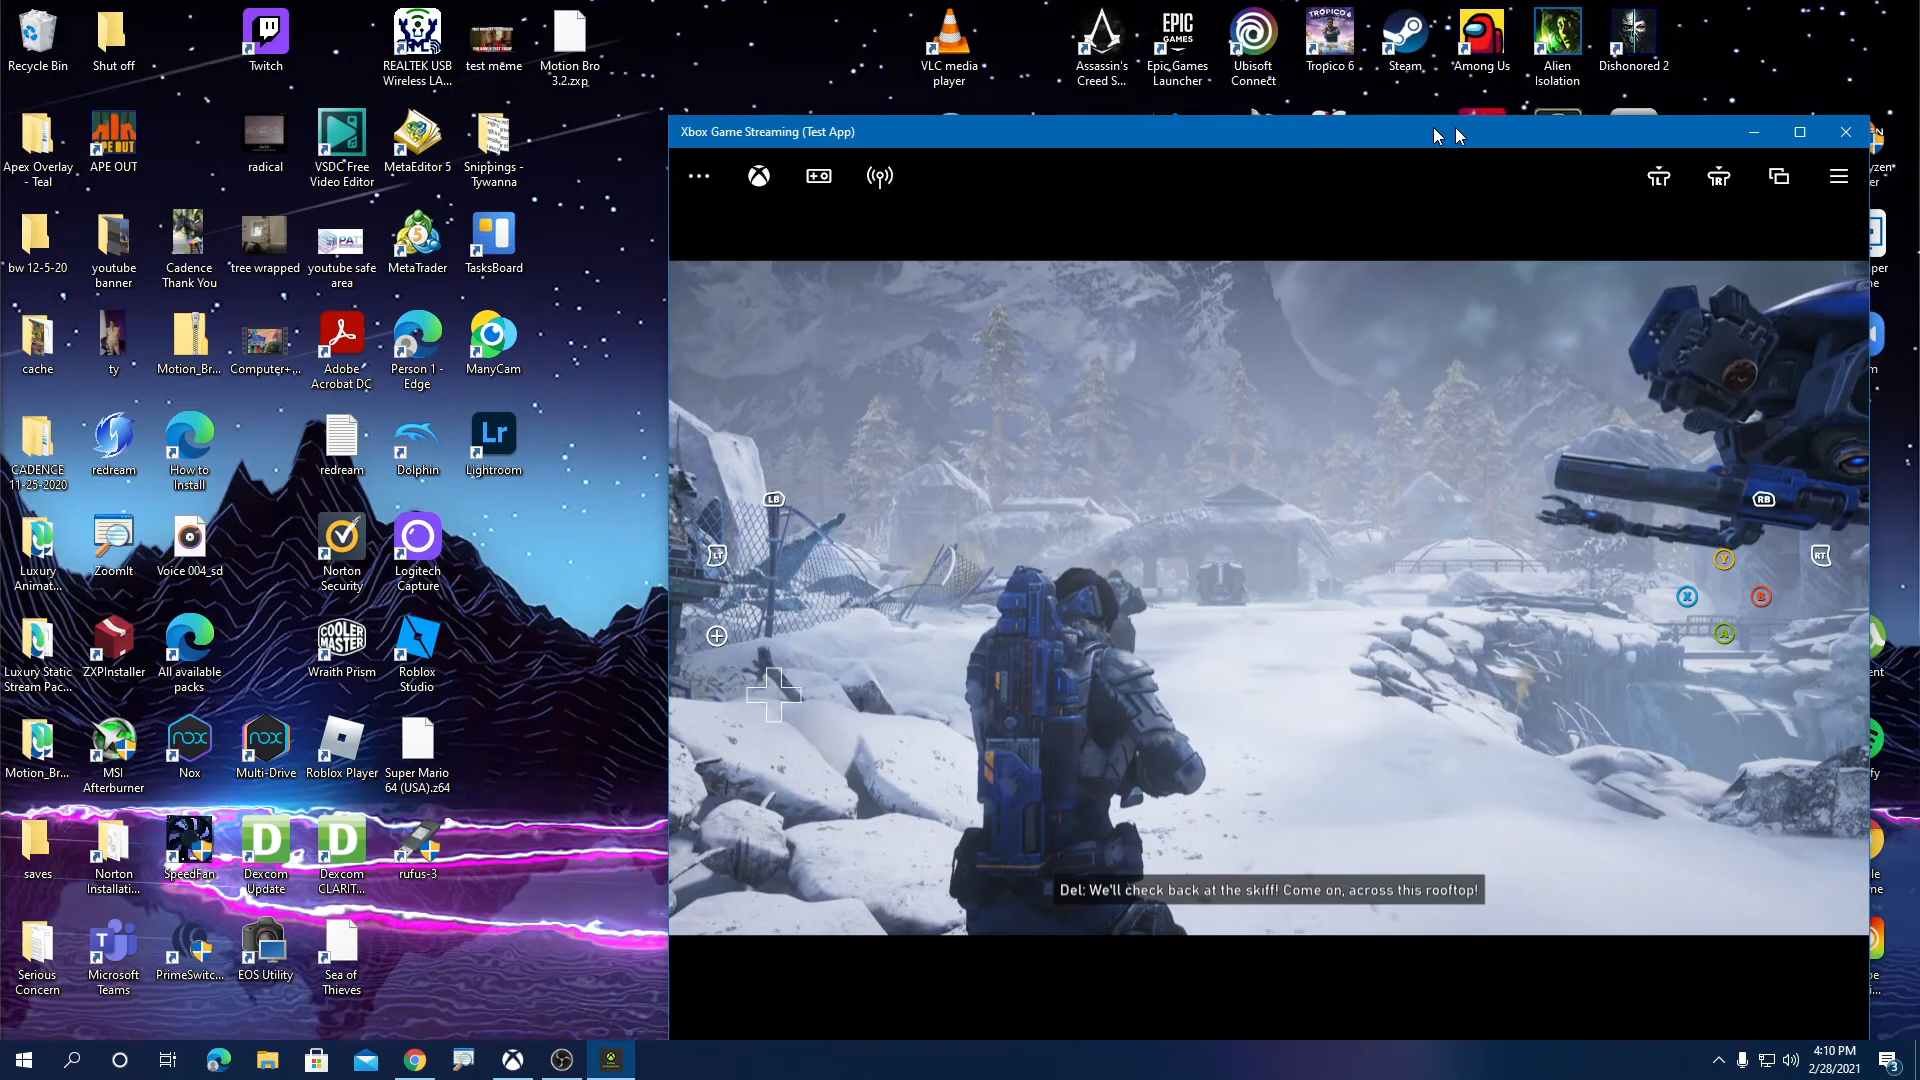 Recycle Bin
Shut off
Twitch
REALTEK USB
Wireless LA...
test meme
Motion Bro
3.2.zxp
VLC media
player
Assassin's
Creed S...
EPIC
GAMES
Epic Games
Launcher
Ubisoft
Connect
TROPICO 6
Tropico 6
Steam
Among Us
Alien
Isolation
Dishonored 2
Xbox Game Streaming (Test App)
Apex Overlay
- Teal
APE OUT
APE OUT
radical
VSDC Free
Video Editor
MetaEditor 5
Snippings -
Tywanna
bw 12-5-20
youtube
banner
Cadence
Thank You
tree wrapped
youtube safe
area
5
MetaTrader
TasksBoard
cache
ty
Motion_Br...
Computer+,...
Adobe
Acrobat DC
Person 1 -
Edge
ManyCam
CADENCE
11-25-2020
redream
How to
Install
redream
Dolphin
Lr
Lightroom
Luxury
Animat...
ZoomIt
Voice 004_sd
Norton
Security
Logitech
Capture
Luxury Static
Stream Pac...
ZXPInstaller
All available
packs
COOLER
MASTER
Wraith Prism
Roblox
Studio
Motion_Br...
MSI
Afterburner
nox
Nox
nox
Multi-Drive
Roblox Player
Super Mario
64 (USA).z64
saves
Norton
Installati...
SpeedFan
D
Dexcom
Update
D
Dexcom
CLARIT...
rufus-3
Serious
Concern
T
Microsoft
Teams
PrimeSwitc...
EOS Utility
Sea of
Thieves
L
R
LB
LT
RB
RT
Y
X
B
A
Del: We'll check back at the skiff! Come on, across this rooftop!
4:10 PM
2/28/2021
3